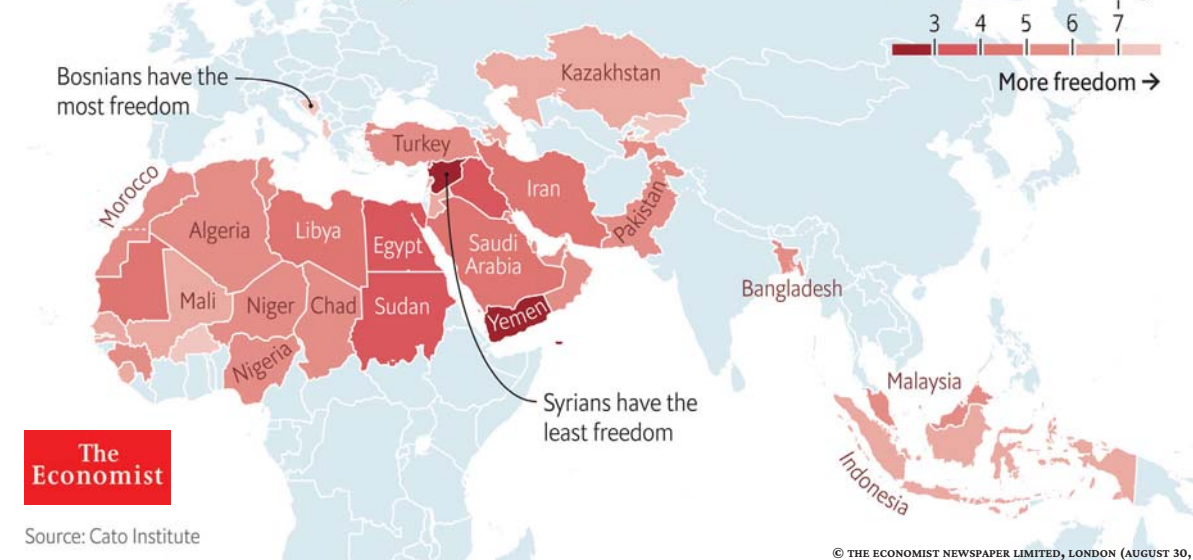 3 4 5 6 7
More freedom →
Bosnians have the
most freedom
Kazakhstan
Turkey
Morocco
Algeria
Libya
Egypt
Iran
Pakistan
Saudi
Arabia
Mali
Niger
Chad
Sudan
Yemen
Nigeria
Bangladesh
Malaysia
Indonesia
Syrians have the
least freedom
The
Economist
Source: Cato Institute
© THE ECONOMIST NEWSPAPER LIMITED, LONDON (AUGUST 30,